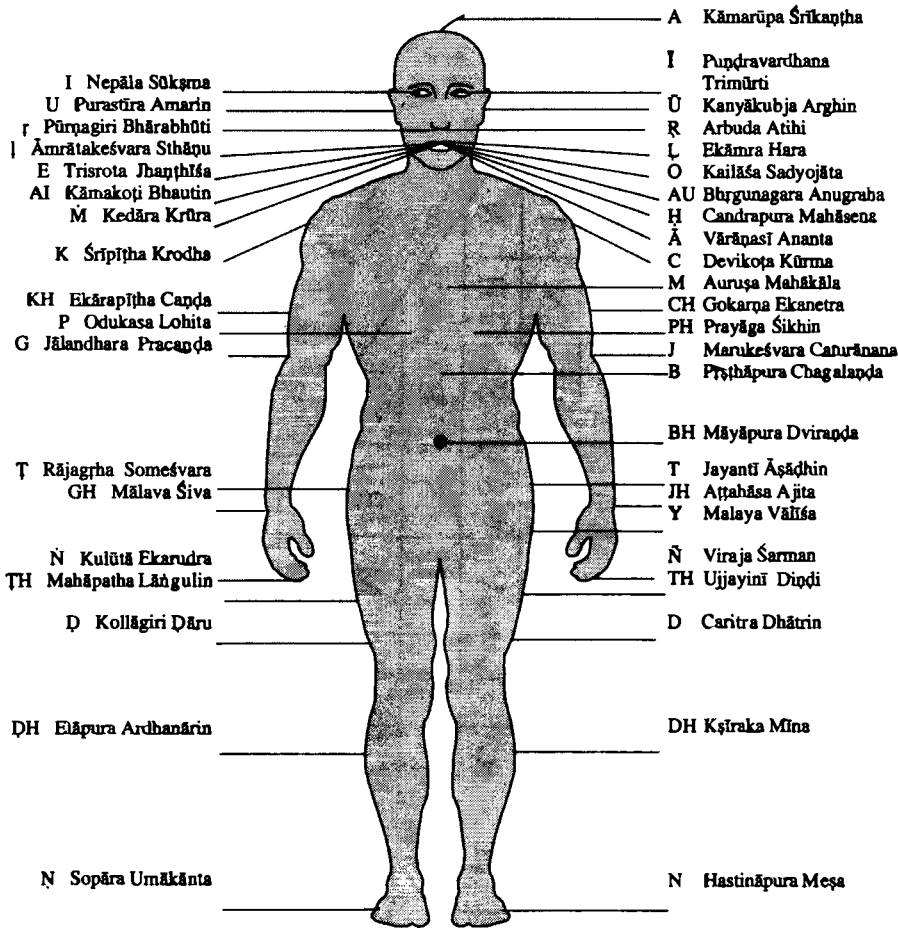 A Kāmarūpa Śrīkaṇṭha
I Nepāla Sūkṣma
U Purastīra Amarin
ṛ Pūrṇagiri Bhārabhūti
ḷ Āmrātakeśvara Sthāṇu
E Trisrota Jhaṇṭhīśa
AI Kāmakoṭi Bhautin
Ṁ Kedāra Krūra
K Śrīpīṭha Krodha
KH Ekārapīṭha Caṇḍa
P Odukasa Lohita
G Jālandhara Pracaṇḍa
Ṭ Rājagṛha Someśvara
GH Mālava Śiva
Ṅ Kulūtā Ekarudra
ṬH Mahāpatha Lāṅgulin
Ḍ Kollāgiri Dāru
ḌH Elāpura Ardhanārin
Ṇ Sopāra Umākānta
Ī Puṇḍravardhana
Trimūrti
Ū Kanyākubja Arghin
Ṝ Arbuda Atihi
Ḹ Ekāmra Hara
O Kailāśa Sadyojāta
AU Bhṛgunagara Anugraha
Ḥ Candrapura Mahāsena
Ā Vārāṇasī Ananta
C Devikoṭa Kūrma
M Auruṣa Mahākāla
CH Gokarṇa Ekanetra
PH Prayāga Śikhin
J Marukeśvara Caturānana
B Pṛṣṭhāpura Chagalaṇḍa
BH Māyāpura Dviraṇḍa
T Jayantī Āṣāḍhin
JH Aṭṭahāsa Ajita
Y Malaya Vālīśa
Ñ Viraja Śarman
TH Ujjayinī Diṇḍi
D Caritra Dhātrin
DH Kṣīraka Mīna
N Hastināpura Meṣa